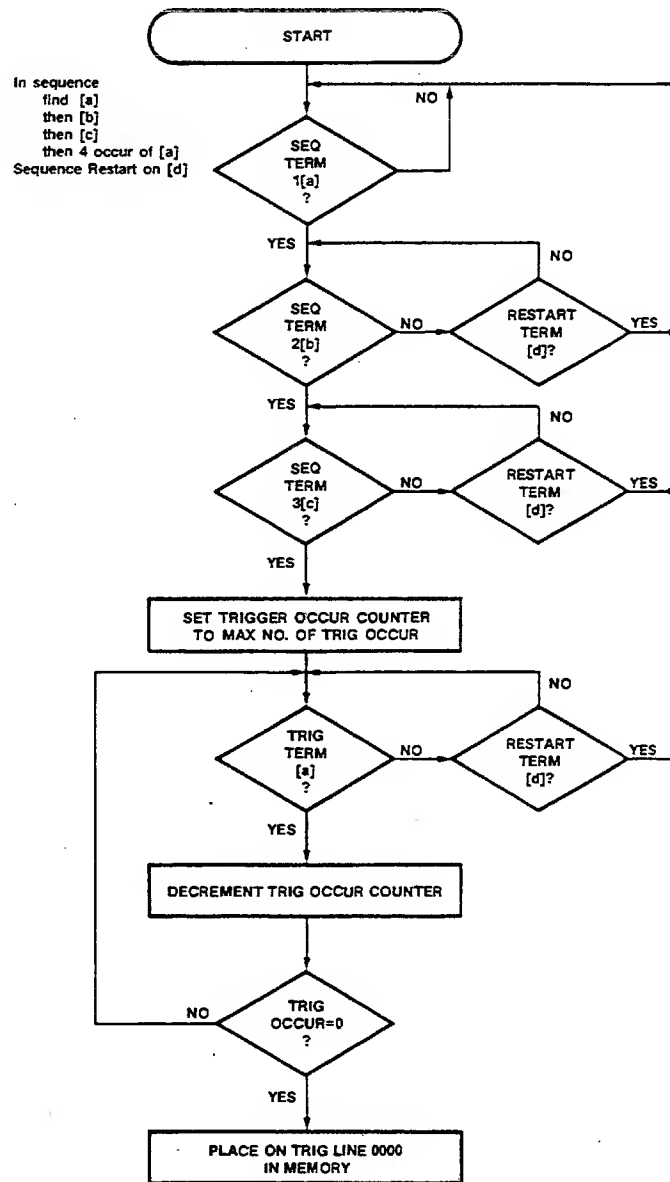 START
In sequence
find [a]
then [b]
then [c]
then 4 occur of [a]
Sequence Restart on [d]
NO
SEQ
TERM
1[a]
?
YES
NO
SEQ
TERM
2[b]
?
NO
RESTART
TERM
[d]?
YES
YES
NO
SEQ
TERM
3[c]
?
NO
RESTART
TERM
[d]?
YES
YES
SET TRIGGER OCCUR COUNTER
TO MAX NO. OF TRIG OCCUR
NO
TRIG
TERM
[a]
?
NO
RESTART
TERM
[d]?
YES
YES
DECREMENT TRIG OCCUR COUNTER
NO
TRIG
OCCUR=0
?
YES
PLACE ON TRIG LINE 0000
IN MEMORY